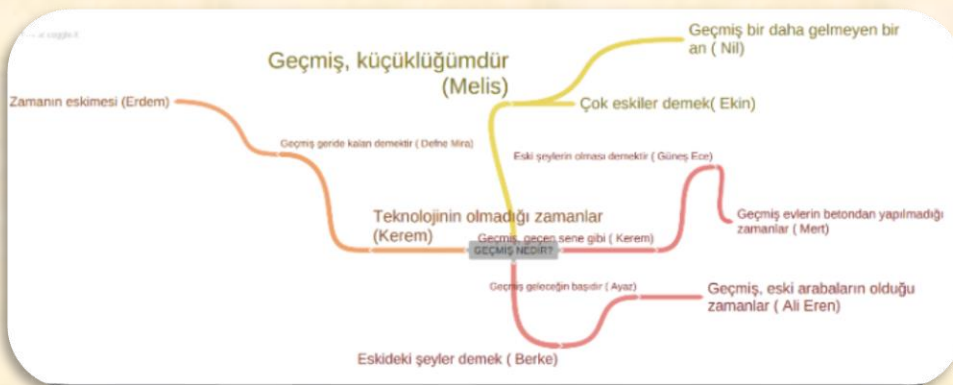 Geçmiş bir daha gelmeyen bir
an ( Nil)
Geçmiş, küçüklüğümdür
(Melis)
Çok eskiler demek( Ekin)
Zamanın eskimesi (Erdem)
Geçmiş geride kalan demektir ( Defne Mira)
Eski şeylerin olması demektir ( Güneş Ece)
Teknolojinin olmadığı zamanlar
(Kerem)
Geçmiş, geçen sene gibi ( Kerem)
Geçmiş evlerin betondan yapılmadığı
zamanlar ( Mert)
GEÇMİŞ NEDİR?
Geçmiş geleceğin başıdır ( Ayaz)
Geçmiş, eski arabaların olduğu
zamanlar ( Ali Eren)
Eskideki şeyler demek ( Berke)